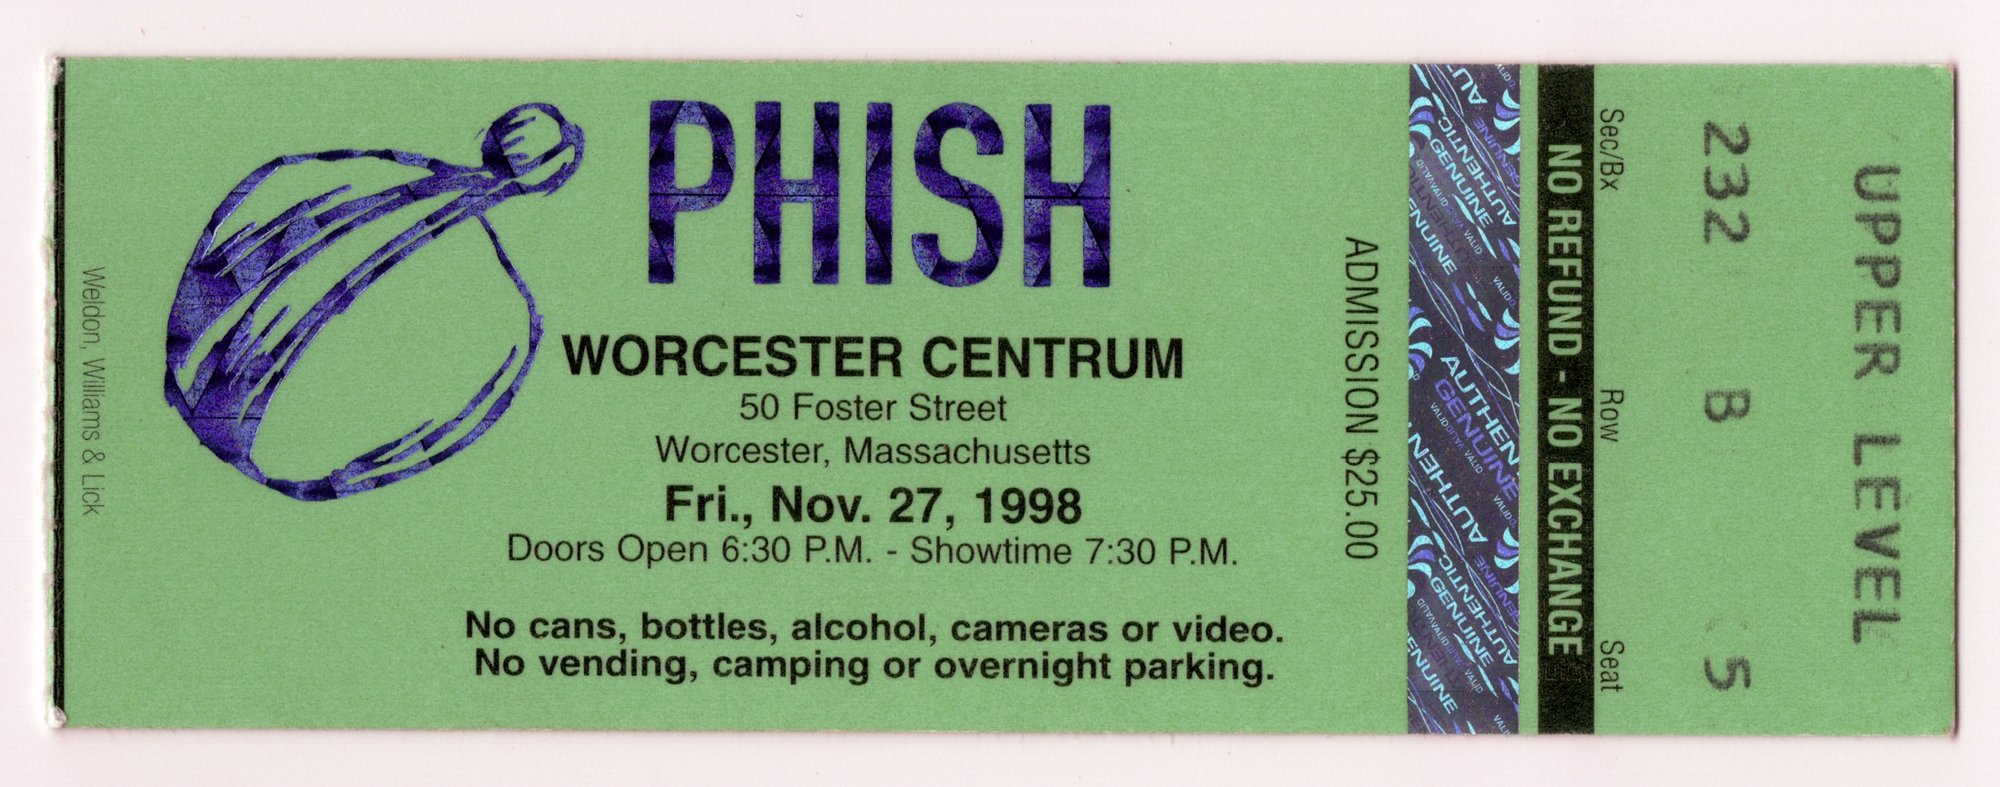 Weldon, Williams & Lick
PHISH
WORCESTER CENTRUM
50 Foster Street
Worcester, Massachusetts
Fri., Nov. 27, 1998
Doors Open 6:30 P.M. - Showtime 7:30 P.M.
No cans, bottles, alcohol, cameras or video.
No vending, camping or overnight parking.
ADMISSION $25.00
AUTHENTIC
GENUINE
VALID
NO REFUND - NO EXCHANGE
Sec/Bx Row Seat
232 B 5
UPPER LEVEL